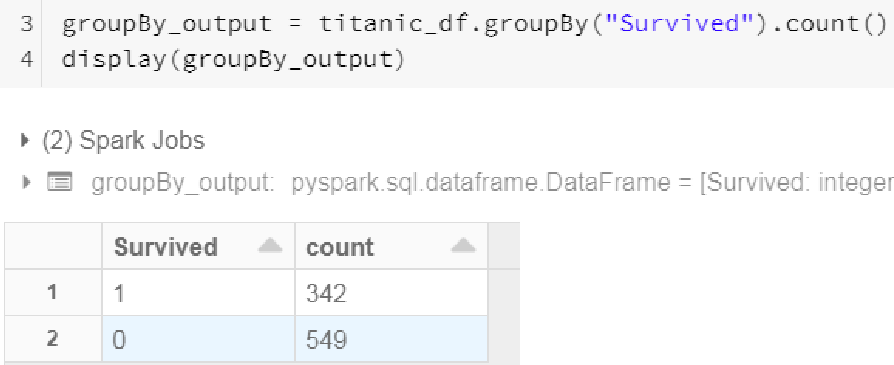 3 groupBy_output = titanic_df.groupBy("Survived").count()
4 display(groupBy_output)
(2) Spark Jobs
groupBy_output: pyspark.sql.dataframe.DataFrame = [Survived: integer
Survived count
1 1 342
2 0 549